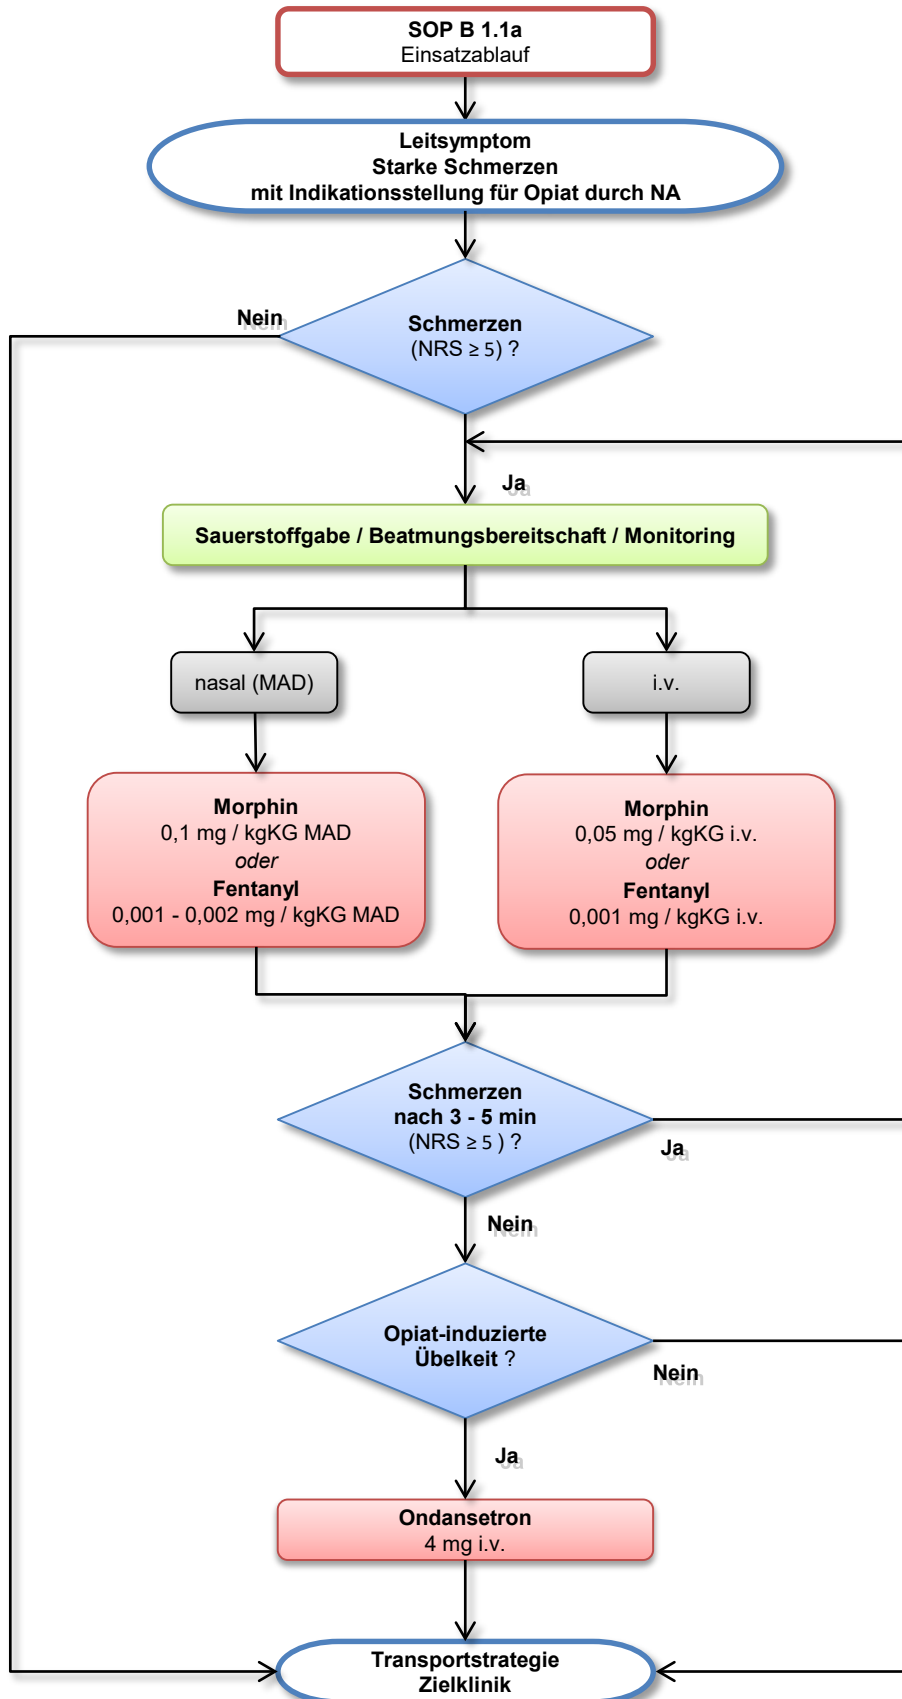 SOP B 1.1a
Einsatzablauf
Leitsymptom
Starke Schmerzen
mit Indikationsstellung für Opiat durch NA
Nein
Schmerzen
(NRS ≥ 5) ?
Ja
Sauerstoffgabe / Beatmungsbereitschaft / Monitoring
nasal (MAD)
i.v.
Morphin
0,1 mg / kgKG MAD
oder
Fentanyl
0,001 - 0,002 mg / kgKG MAD
Morphin
0,05 mg / kgKG i.v.
oder
Fentanyl
0,001 mg / kgKG i.v.
Schmerzen
nach 3 - 5 min
(NRS ≥ 5 ) ?
Ja
Nein
Opiat-induzierte
Übelkeit ?
Nein
Ja
Ondansetron
4 mg i.v.
Transportstrategie
Zielklinik